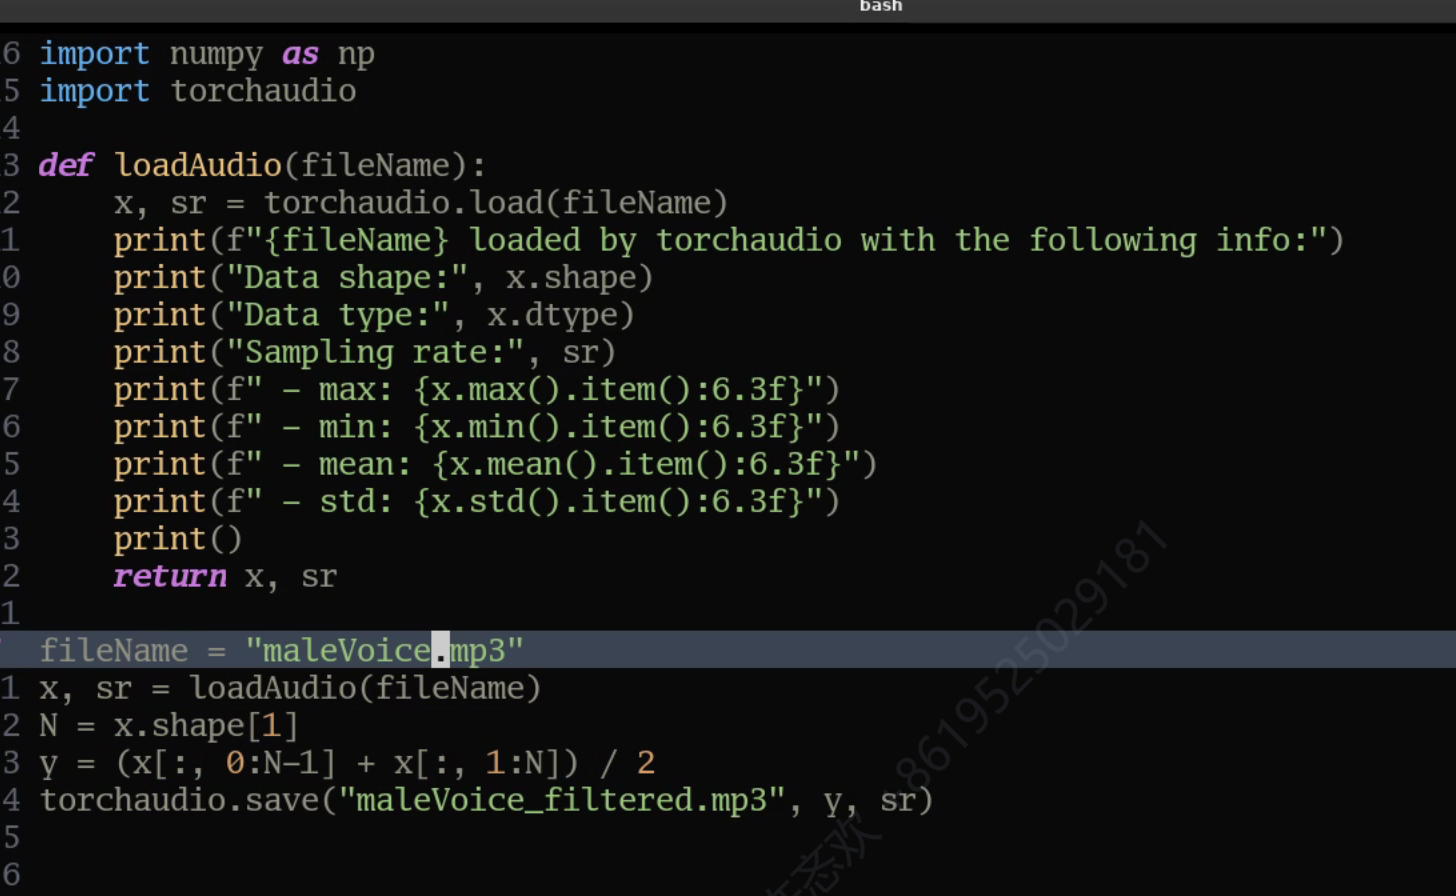 bash
6 import numpy as np
5 import torchaudio
4
3 def loadAudio(fileName):
2     x, sr = torchaudio.load(fileName)
1     print(f"{fileName} loaded by torchaudio with the following info:")
0     print("Data shape:", x.shape)
9     print("Data type:", x.dtype)
8     print("Sampling rate:", sr)
7     print(f" - max: {x.max().item():6.3f}")
6     print(f" - min: {x.min().item():6.3f}")
5     print(f" - mean: {x.mean().item():6.3f}")
4     print(f" - std: {x.std().item():6.3f}")
3     print()
2     return x, sr
1
fileName = "maleVoice.mp3"
1 x, sr = loadAudio(fileName)
2 N = x.shape[1]
3 y = (x[:, 0:N-1] + x[:, 1:N]) / 2
4 torchaudio.save("maleVoice_filtered.mp3", y, sr)
5
6
+8619525029181